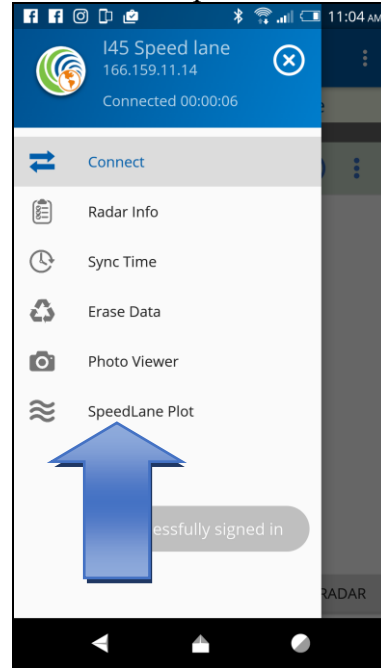 11:04 AM
I45 Speed lane
166.159.11.14
Connected 00:00:06
Connect
Radar Info
Sync Time
Erase Data
Photo Viewer
SpeedLane Plot
signed in
RADAR